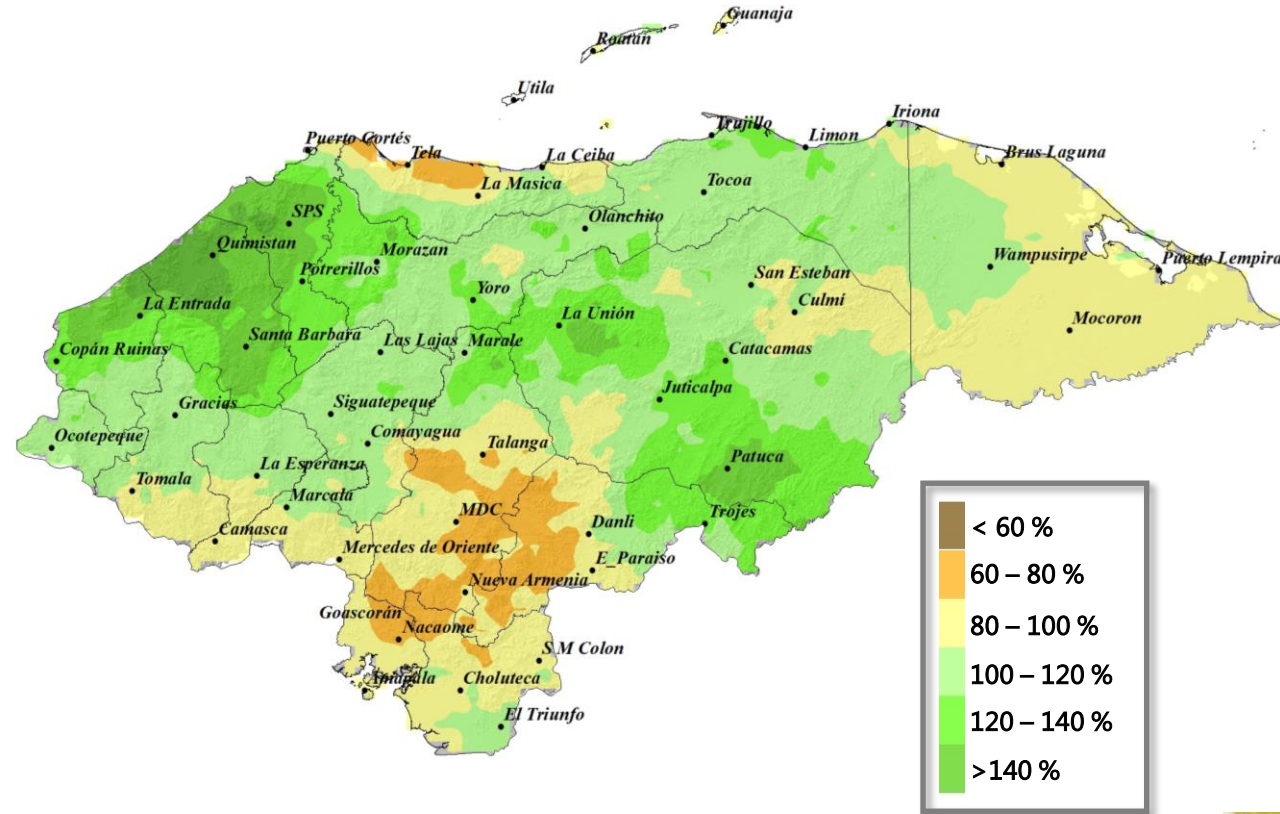 Guanaja
Roatan
Utila
Iriona
Trujillo
Limon
Puerto Cortés
Tela
La Ceiba
Brus Laguna
La Masica
Tocoa
SPS
Olanchito
Quimistan
Morazan
Wampusirpe
Puerto Lempira
Potrerillos
San Esteban
Yoro
Culmi
La Entrada
La Unión
Mocoron
Santa Barbara
Las Lajas
Marale
Copán Ruinas
Catacamas
Juticalpa
Gracias
Siguatepeque
Ocotepeque
Comayagua
Talanga
La Esperanza
Patuca
Tomala
Marcala
MDC
Danli
Trojes
Camasca
Mercedes de Oriente
E_Paraiso
Nueva Armenia
Goascorán
Nacaome
S M Colon
Amapala
Choluteca
El Triunfo
< 60 %
60 – 80 %
80 – 100 %
100 – 120 %
120 – 140 %
>140 %